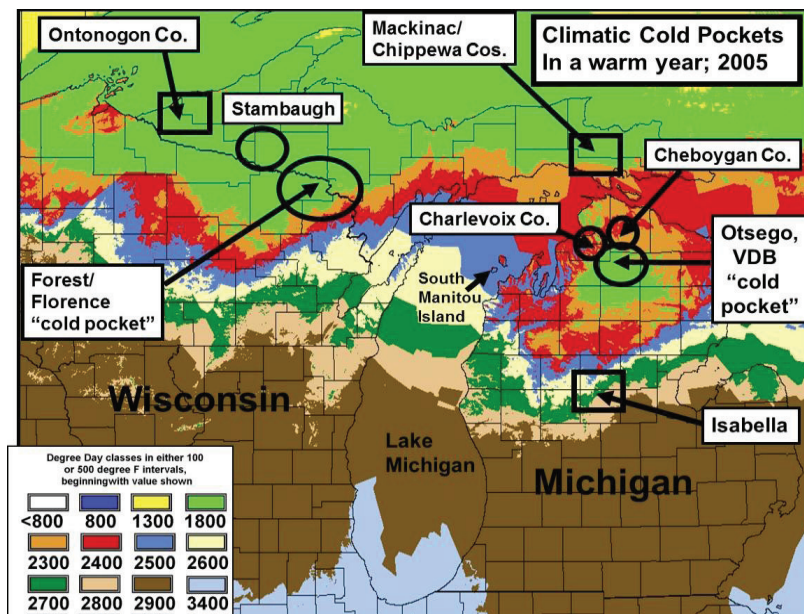 Ontonogon Co.
Mackinac/
Chippewa Cos.
Climatic Cold Pockets
In a warm year; 2005
Stambaugh
Cheboygan Co.
Charlevoix Co.
Otsego,
VDB
“cold
pocket”
Forest/
Florence
“cold pocket”
South
Manitou
Island
Wisconsin
Isabella
Lake
Michigan
Michigan
Degree Day classes in either 100
or 500 degree F intervals,
beginningwith value shown
<800 800 1300 1800
2300 2400 2500 2600
2700 2800 2900 3400